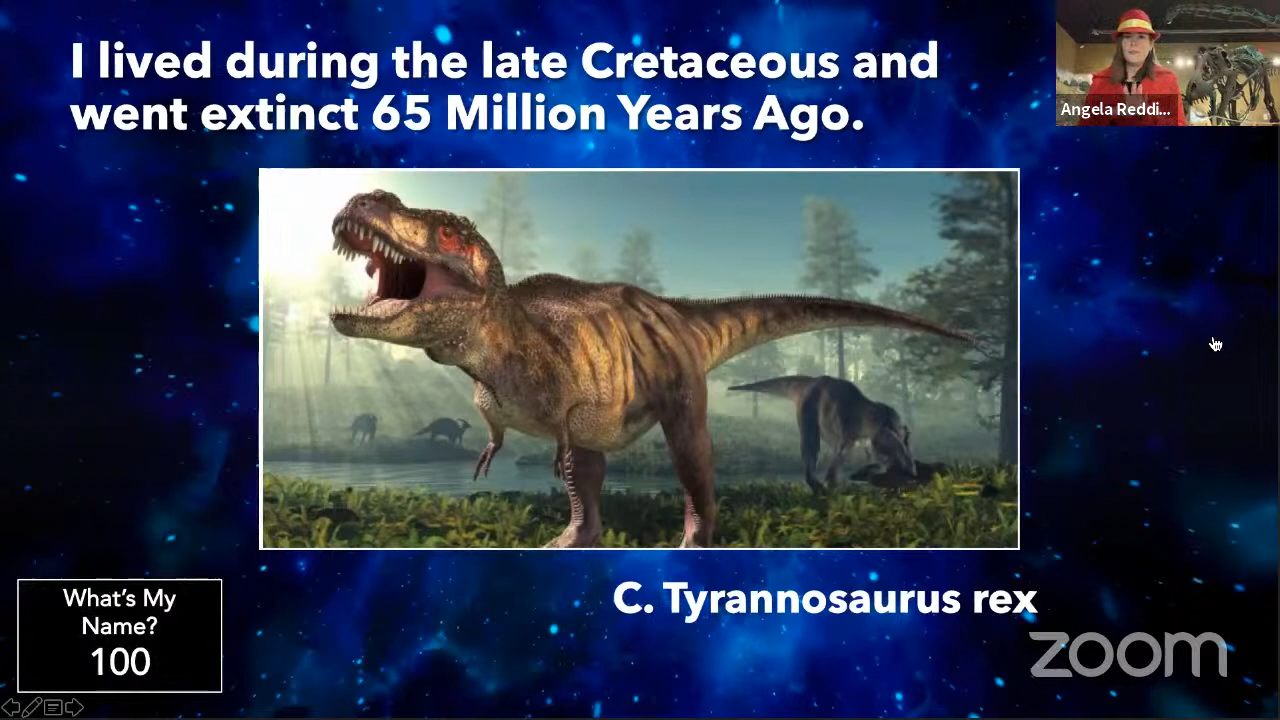 I lived during the late Cretaceous and
went extinct 65 Million Years Ago.
Angela Reddi...
C. Tyrannosaurus rex
What's My
Name?
100
zoom